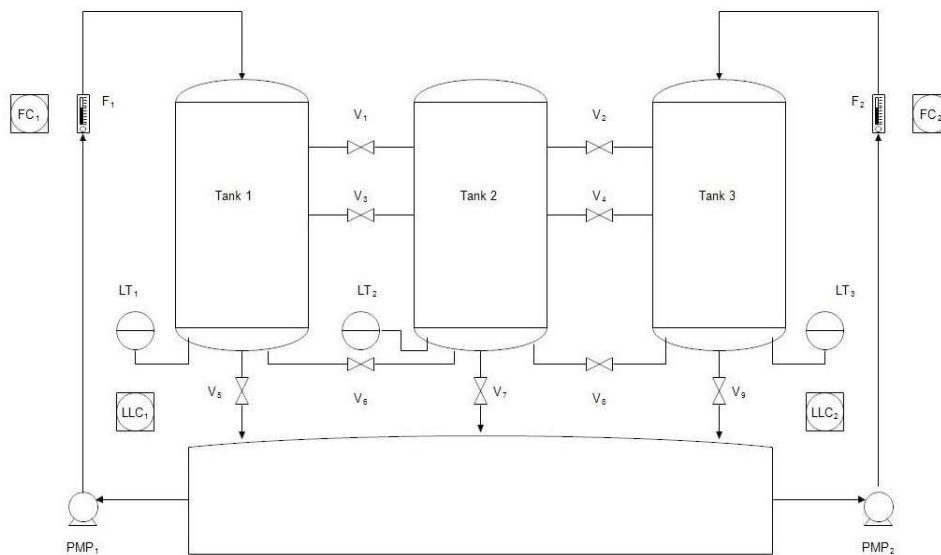 F₁
F₂
FC₁
FC₂
V₁
V₂
Tank 1
Tank 2
Tank 3
V₃
V₄
LT₁
LT₂
LT₃
V₅
V₆
V₇
V₈
V₉
LLC₁
LLC₂
PMP₁
PMP₂